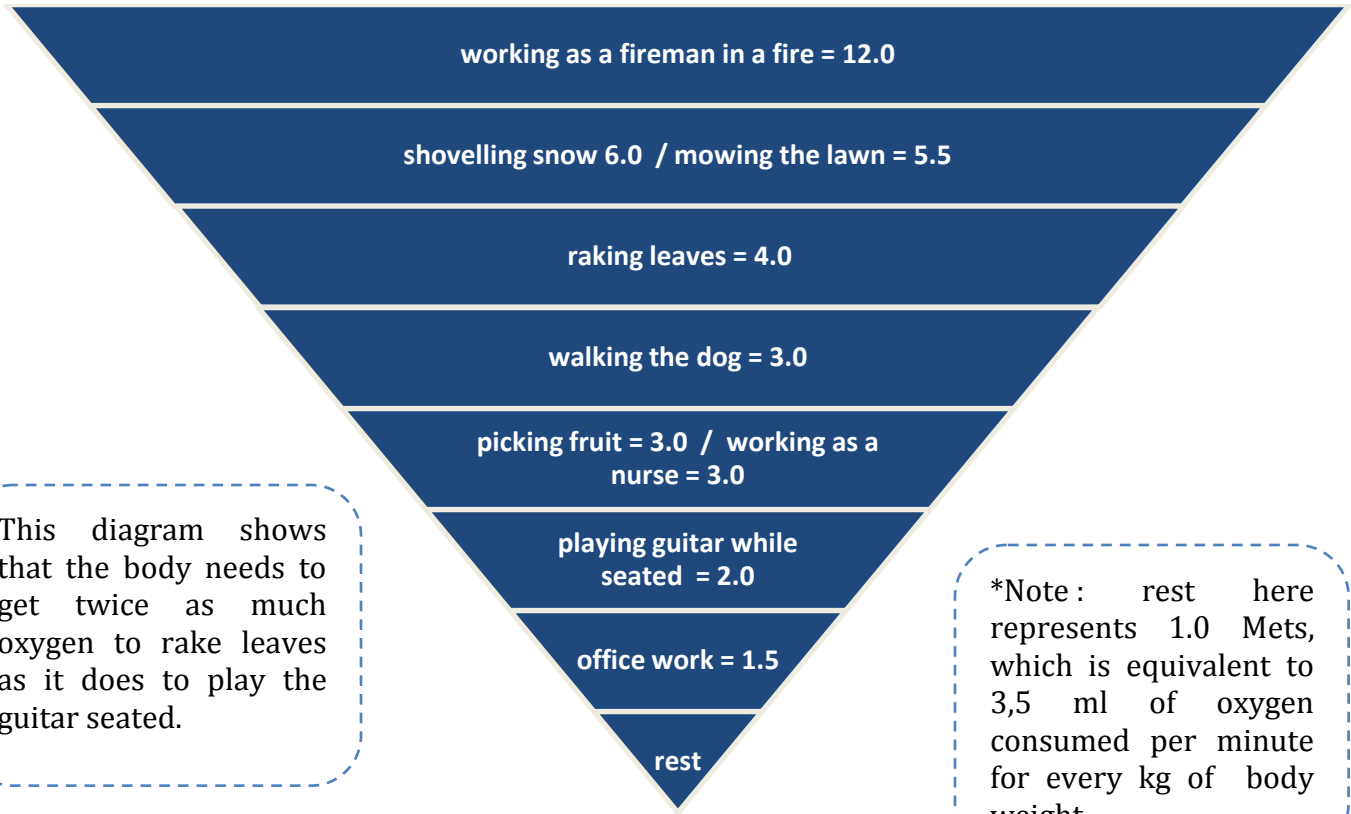 working as a fireman in a fire = 12.0
shovelling snow 6.0 / mowing the lawn = 5.5
raking leaves = 4.0
walking the dog = 3.0
picking fruit = 3.0 / working as a
nurse = 3.0
playing guitar while
seated = 2.0
office work = 1.5
rest
This diagram shows
that the body needs to
get twice as much
oxygen to rake leaves
as it does to play the
guitar seated.
*Note : rest here
represents 1.0 Mets,
which is equivalent to
3,5 ml of oxygen
consumed per minute
for every kg of body
weight